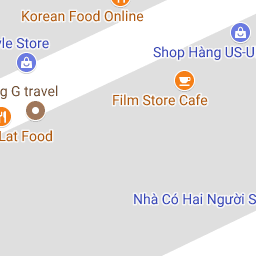 Korean Food Online
Store
Shop Hàng US-U
Film Store Cafe
g G travel
Lat Food
Nhà Có Hai Người S